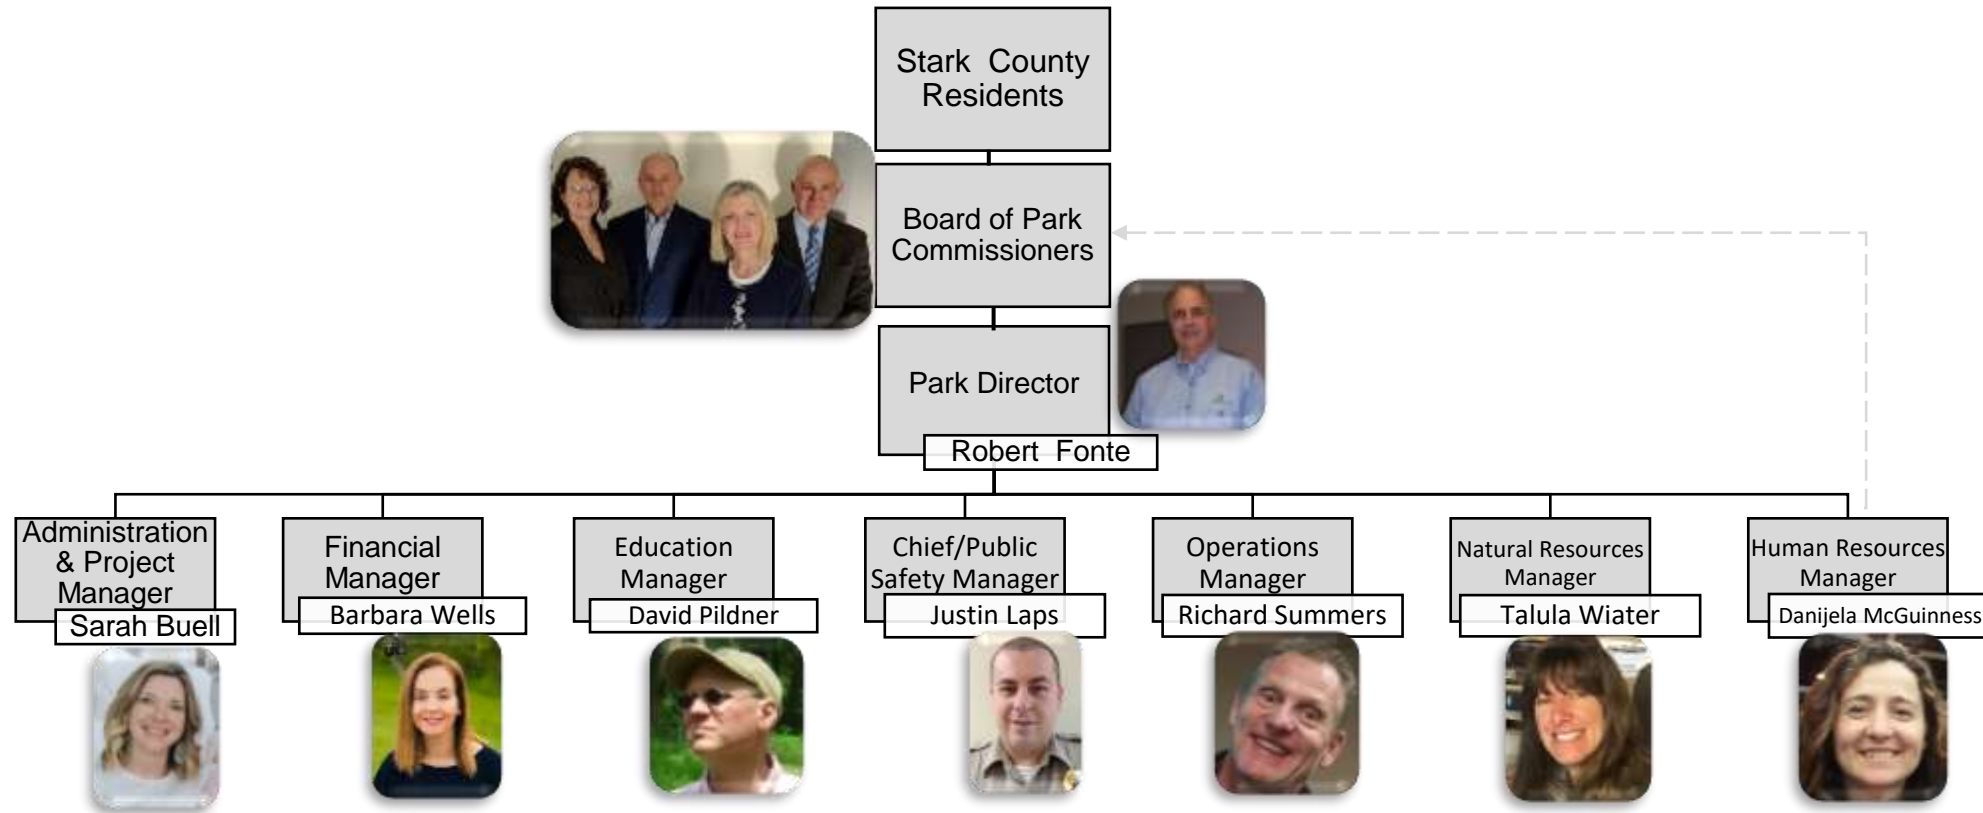 Stark County
Residents
Board of Park
Commissioners
Park Director
Robert Fonte
Administration
& Project
Manager
Sarah Buell
Financial
Manager
Barbara Wells
Education
Manager
David Pildner
Chief/Public
Safety Manager
Justin Laps
Operations
Manager
Richard Summers
Natural Resources
Manager
Talula Wiater
Human Resources
Manager
Danijela McGuinness